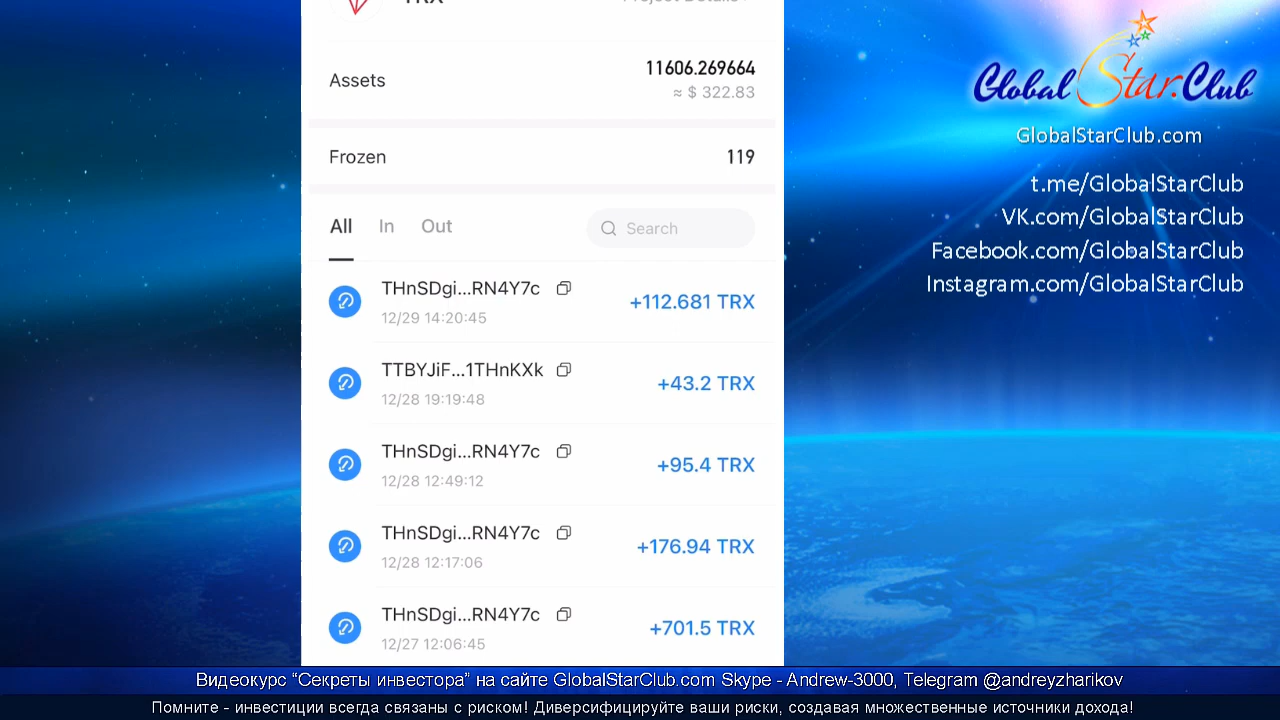 TRX
Project Details
Assets
11606.269664
≈ $ 322.83
Frozen
119
All
In
Out
Search
THnSDgi...RN4Y7c
+112.681 TRX
12/29 14:20:45
TTBYJiF...1THnKXk
+43.2 TRX
12/28 19:19:48
THnSDgi...RN4Y7c
+95.4 TRX
12/28 12:49:12
THnSDgi...RN4Y7c
+176.94 TRX
12/28 12:17:06
THnSDgi...RN4Y7c
+701.5 TRX
12/27 12:06:45
Global Star.Club
GlobalStarClub.com
t.me/GlobalStarClub
VK.com/GlobalStarClub
Facebook.com/GlobalStarClub
Instagram.com/GlobalStarClub
Видеокурс "Секреты инвестора" на сайте GlobalStarClub.com Skype - Andrew-3000, Telegram @andreyzharikov
Помните - инвестиции всегда связаны с риском! Диверсифицируйте ваши риски, создавая множественные источники дохода!